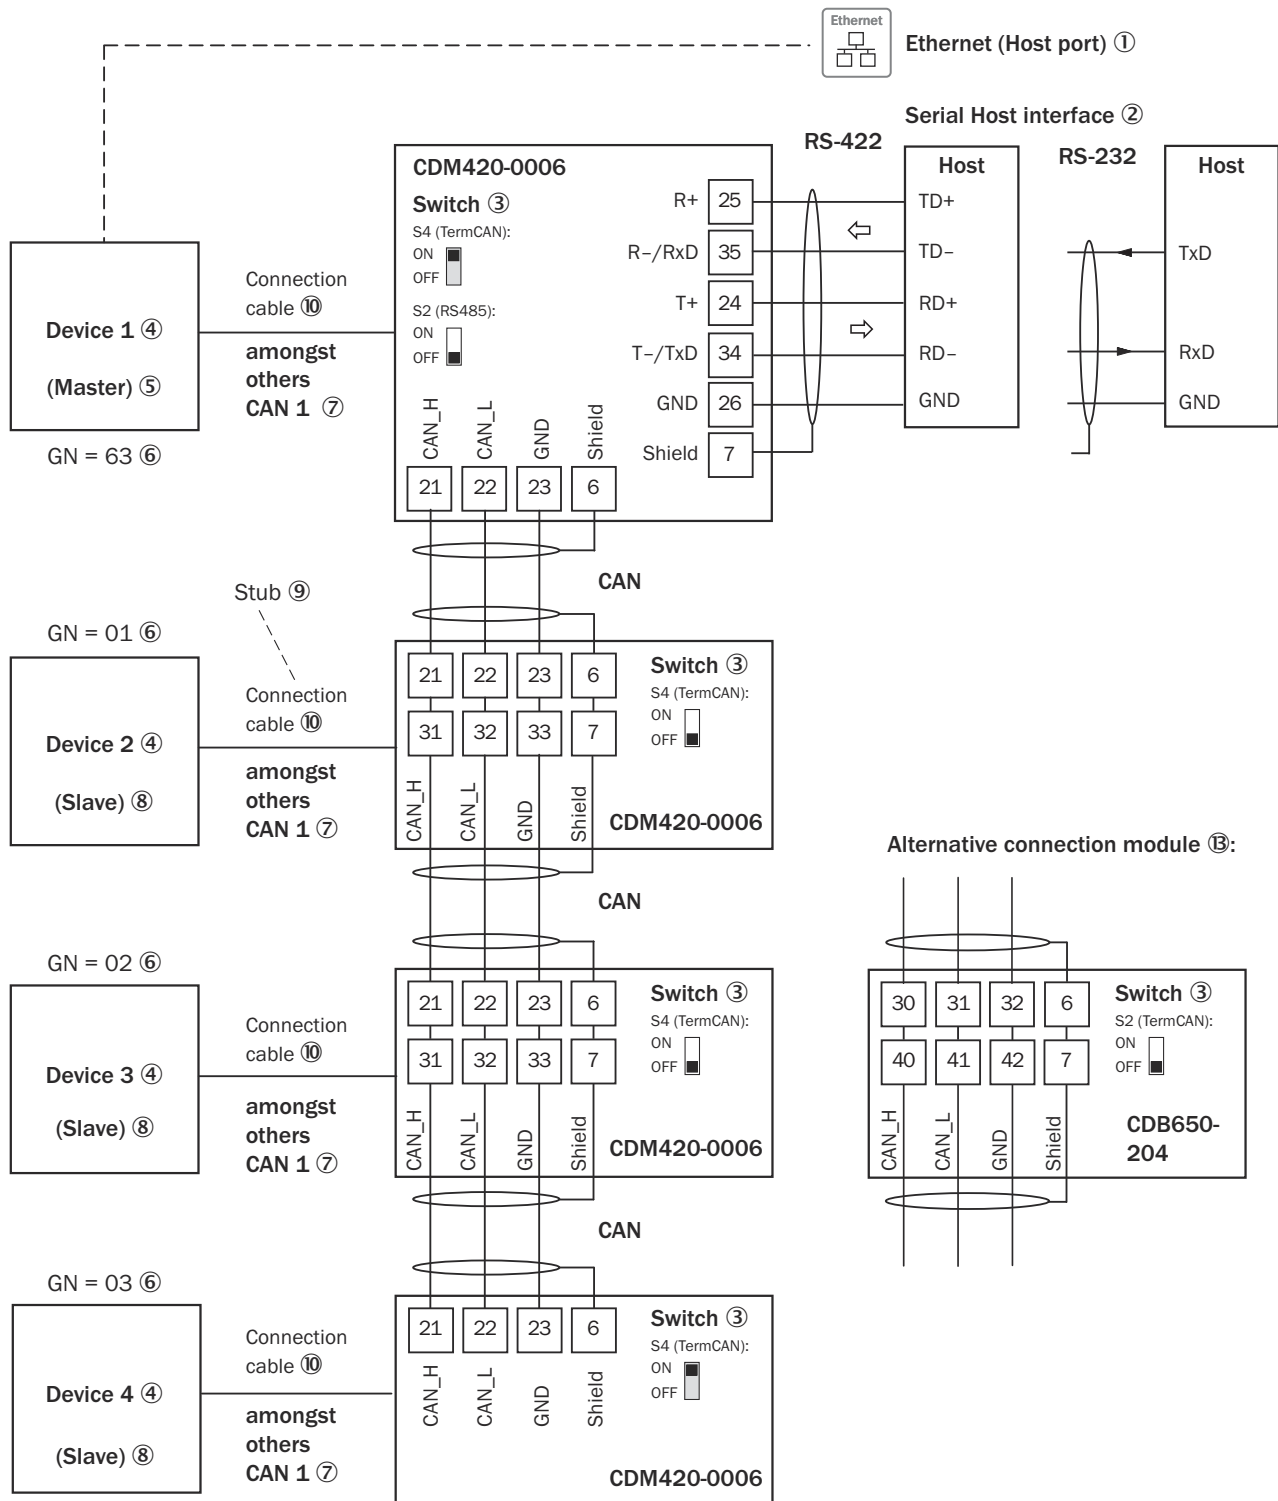 Ethernet
Ethernet (Host port) ①
Serial Host interface ②
RS-422
RS-232
CDM420-0006
Switch ③
S4 (TermCAN):
ON
OFF
S2 (RS485):
ON
OFF
R+ 25
R–/RxD 35
T+ 24
T–/TxD 34
GND 26
Shield 7
CAN_H CAN_L GND Shield
21 22 23 6
Host
TD+
TD–
RD+
RD–
GND
Host
TxD
RxD
GND
Device 1 ④
(Master) ⑤
GN = 63 ⑥
Connection
cable ⑩
amongst
others
CAN 1 ⑦
CAN
Stub ⑨
GN = 01 ⑥
Device 2 ④
(Slave) ⑧
Connection
cable ⑩
amongst
others
CAN 1 ⑦
21 22 23 6
31 32 33 7
CAN_H CAN_L GND Shield
Switch ③
S4 (TermCAN):
ON
OFF
CDM420-0006
CAN
GN = 02 ⑥
Device 3 ④
(Slave) ⑧
Connection
cable ⑩
amongst
others
CAN 1 ⑦
21 22 23 6
31 32 33 7
CAN_H CAN_L GND Shield
Switch ③
S4 (TermCAN):
ON
OFF
CDM420-0006
CAN
Alternative connection module ⑬:
30 31 32 6
40 41 42 7
CAN_H CAN_L GND Shield
Switch ③
S2 (TermCAN):
ON
OFF
CDB650-
204
GN = 03 ⑥
Device 4 ④
(Slave) ⑧
Connection
cable ⑩
amongst
others
CAN 1 ⑦
21 22 23 6
CAN_H CAN_L GND Shield
Switch ③
S4 (TermCAN):
ON
OFF
CDM420-0006